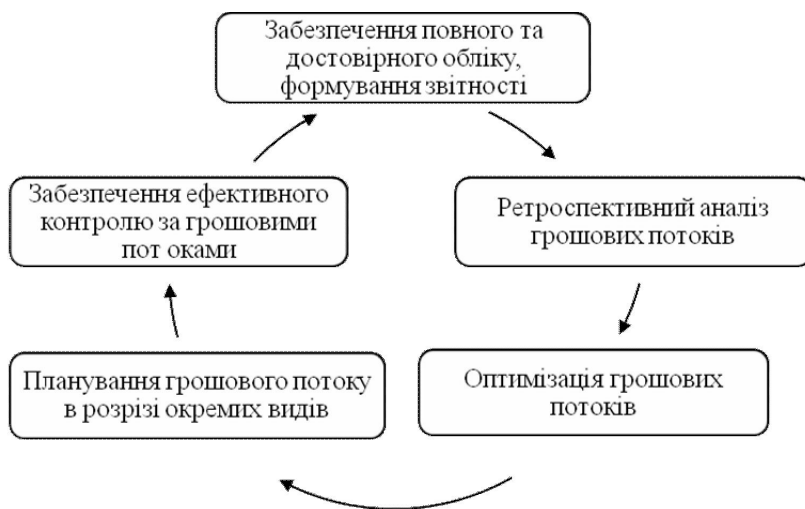 Забезпечення повного та
достовірного обліку,
формування звітності
Забезпечення ефективного
контролю за грошовими
пот оками
Ретроспективний аналіз
грошових потоків
Планування грошового потоку
в розрізі окремих видів
Оптимізація грошових
потоків